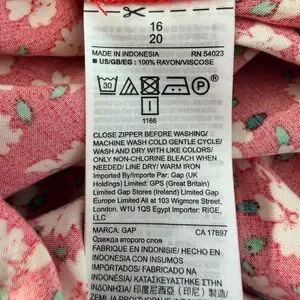 16
20
MADE IN INDONESIA RN 54023
■ US/GB/EG: 100% RAYON/VISCOSE
30
1166
CLOSE ZIPPER BEFORE WASHING/
MACHINE WASH COLD GENTLE CYCLE/
WASH AND DRY WITH LIKE COLORS/
ONLY NON-CHLORINE BLEACH WHEN
NEEDED/ LINE DRY/ WARM IRON
Imported/By/Importe Par: Gap (UK
Holdings) Limited: GPS (Great Britain)
Limited Gap Stores (Ireland) Limited Gap
Europe Limited All at 103 Wigmore Street,
London. W1U 1QS Egypt Importer: RIGE,
LLC
MARCA: GAP CA 17897
Одежда второго слоя
FABRIQUE EN INDONESIE/ HECHO
EN INDONESIA/ СДЕЛАНО В
ИНДОНЕЗИИ/ FABRICADO NA
INDONÉSIA/ ΚΑΤΑΣΚΕΥΑΣΤΗΚΕ